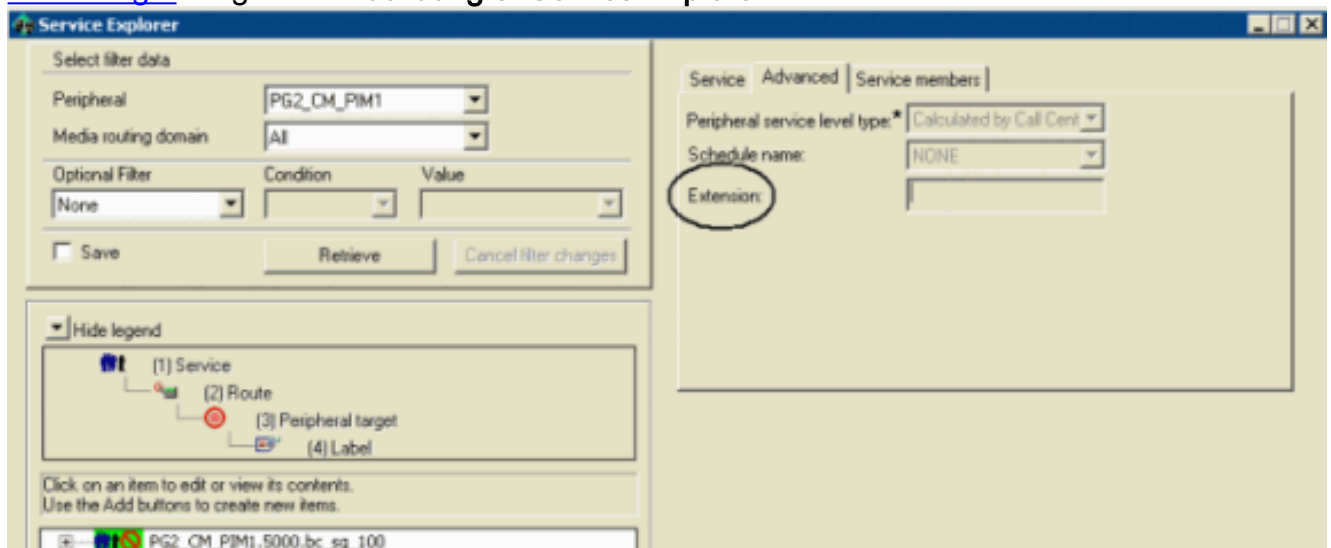 Service Explorer
Select filter data
Peripheral PG2_CM_PIM1
Media routing domain All
Optional Filter Condition Value
None
Save Retrieve Cancel filter changes
Hide legend
(1) Service
(2) Route
(3) Peripheral target
(4) Label
Click on an item to edit or view its contents.
Use the Add buttons to create new items.
PG2_CM_PIM1.5000.bc_sg_100
Service Advanced Service members
Peripheral service level type:* Calculated by Call Cent
Schedule name: NONE
Extension: